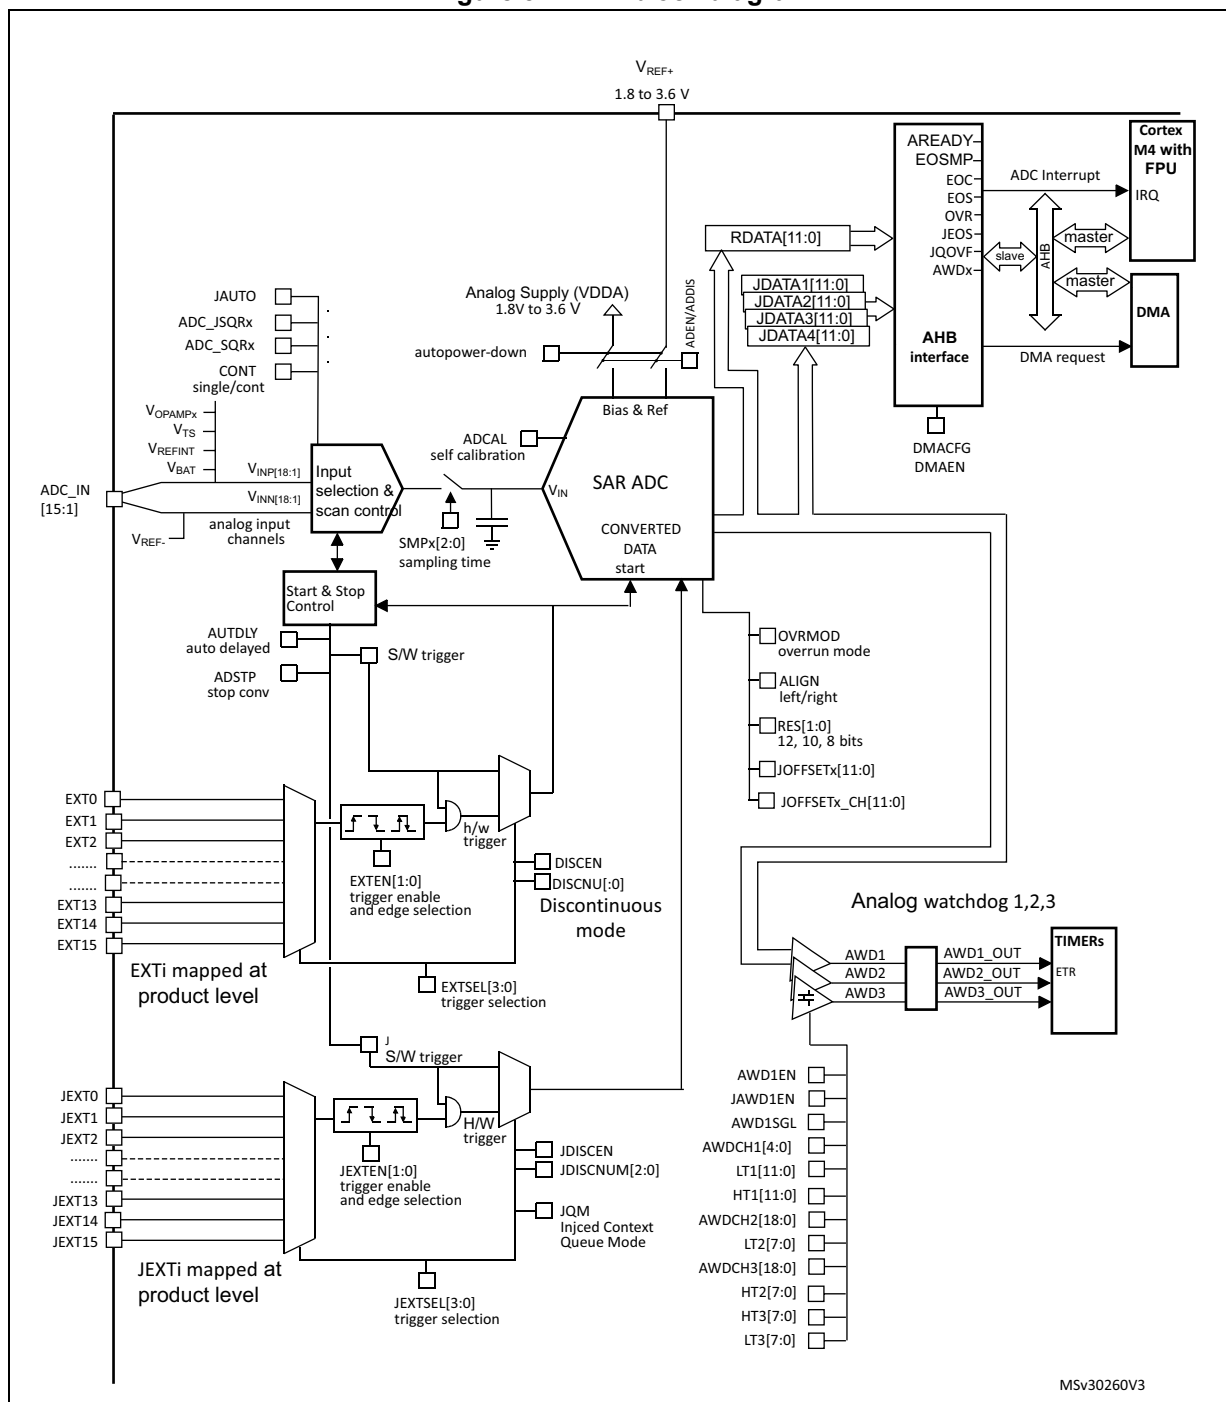 V_REF+
1.8 to 3.6 V
Cortex
M4 with
FPU
IRQ
AREADY
EOSMP
EOC
EOS
OVR
JEOS
JQOVF
AWDx
ADC Interrupt
AHB
slave
master
master
DMA
DMA request
AHB
interface
DMACFG
DMAEN
RDATA[11:0]
JDATA1[11:0]
JDATA2[11:0]
JDATA3[11:0]
JDATA4[11:0]
Analog Supply (VDDA)
1.8V to 3.6 V
ADEN/ADDIS
autopower-down
JAUTO
ADC_JSQRx
ADC_SQRx
CONT
single/cont
V_OPAMPx
V_TS
V_REFINT
V_BAT
V_INP[18:1]
V_INN[18:1]
ADC_IN
[15:1]
V_REF-
analog input
channels
Input
selection &
scan control
ADCAL
self calibration
Bias & Ref
SAR ADC
V_IN
CONVERTED
DATA
start
SMPx[2:0]
sampling time
Start & Stop
Control
AUTDLY
auto delayed
ADSTP
stop conv
S/W trigger
OVRMOD
overrun mode
ALIGN
left/right
RES[1:0]
12, 10, 8 bits
JOFFSETx[11:0]
JOFFSETx_CH[11:0]
EXT0
EXT1
EXT2
.......
.......
EXT13
EXT14
EXT15
h/w
trigger
EXTEN[1:0]
trigger enable
and edge selection
DISCEN
DISCNU[:0]
Discontinuous
mode
EXTi mapped at
product level
EXTSEL[3:0]
trigger selection
Analog watchdog 1,2,3
AWD1
AWD2
AWD3
AWD1_OUT
AWD2_OUT
AWD3_OUT
TIMERs
ETR
J
S/W trigger
JEXT0
JEXT1
JEXT2
.......
.......
JEXT13
JEXT14
JEXT15
H/W
trigger
JEXTEN[1:0]
trigger enable
and edge selection
JDISCEN
JDISCNUM[2:0]
JQM
Injced Context
Queue Mode
JEXTi mapped at
product level
JEXTSEL[3:0]
trigger selection
AWD1EN
JAWD1EN
AWD1SGL
AWDCH1[4:0]
LT1[11:0]
HT1[11:0]
AWDCH2[18:0]
LT2[7:0]
AWDCH3[18:0]
HT2[7:0]
HT3[7:0]
LT3[7:0]
MSv30260V3